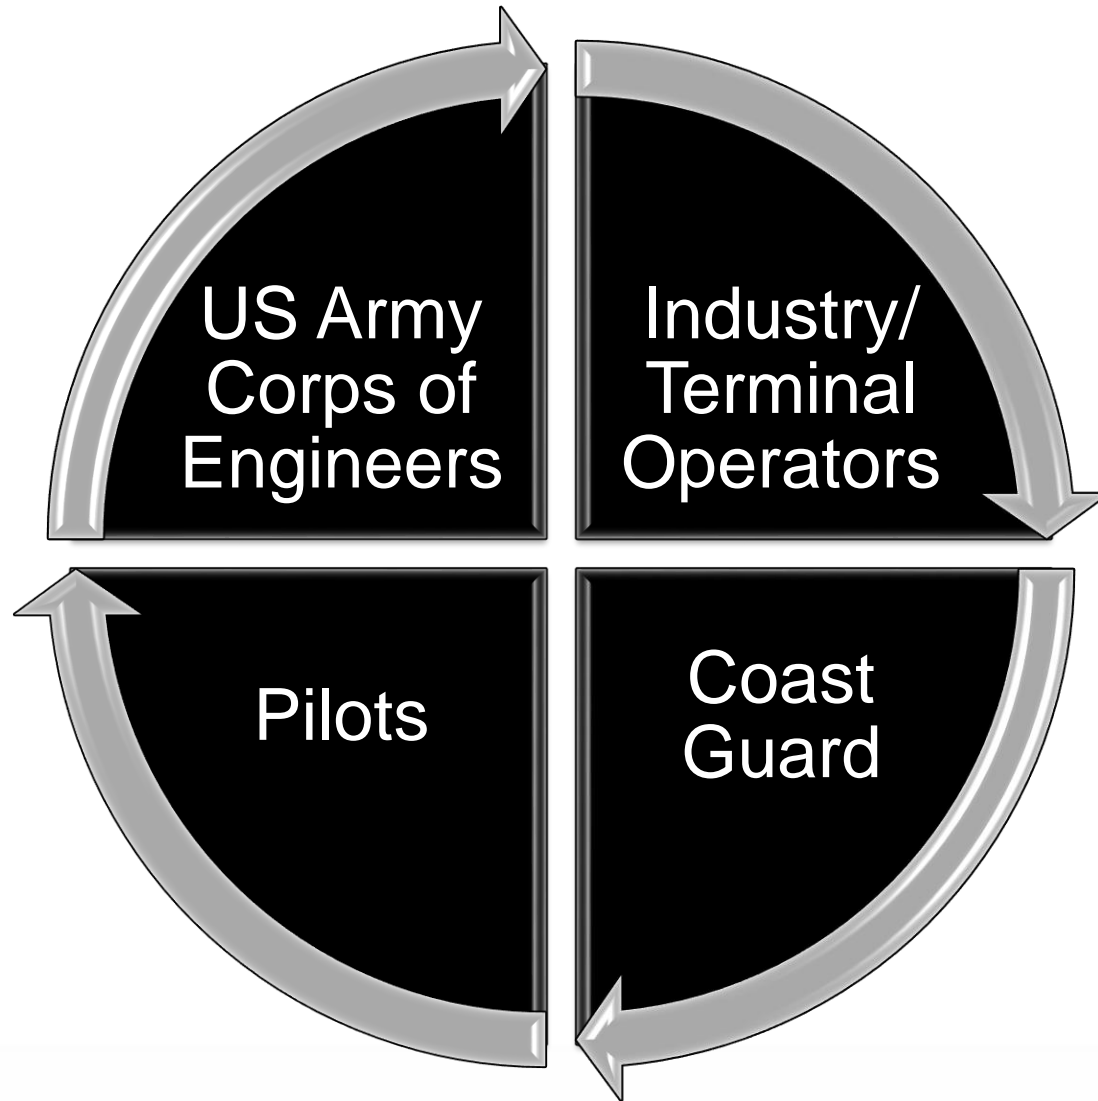 US Army
Corps of
Engineers
Industry/
Terminal
Operators
Pilots
Coast
Guard